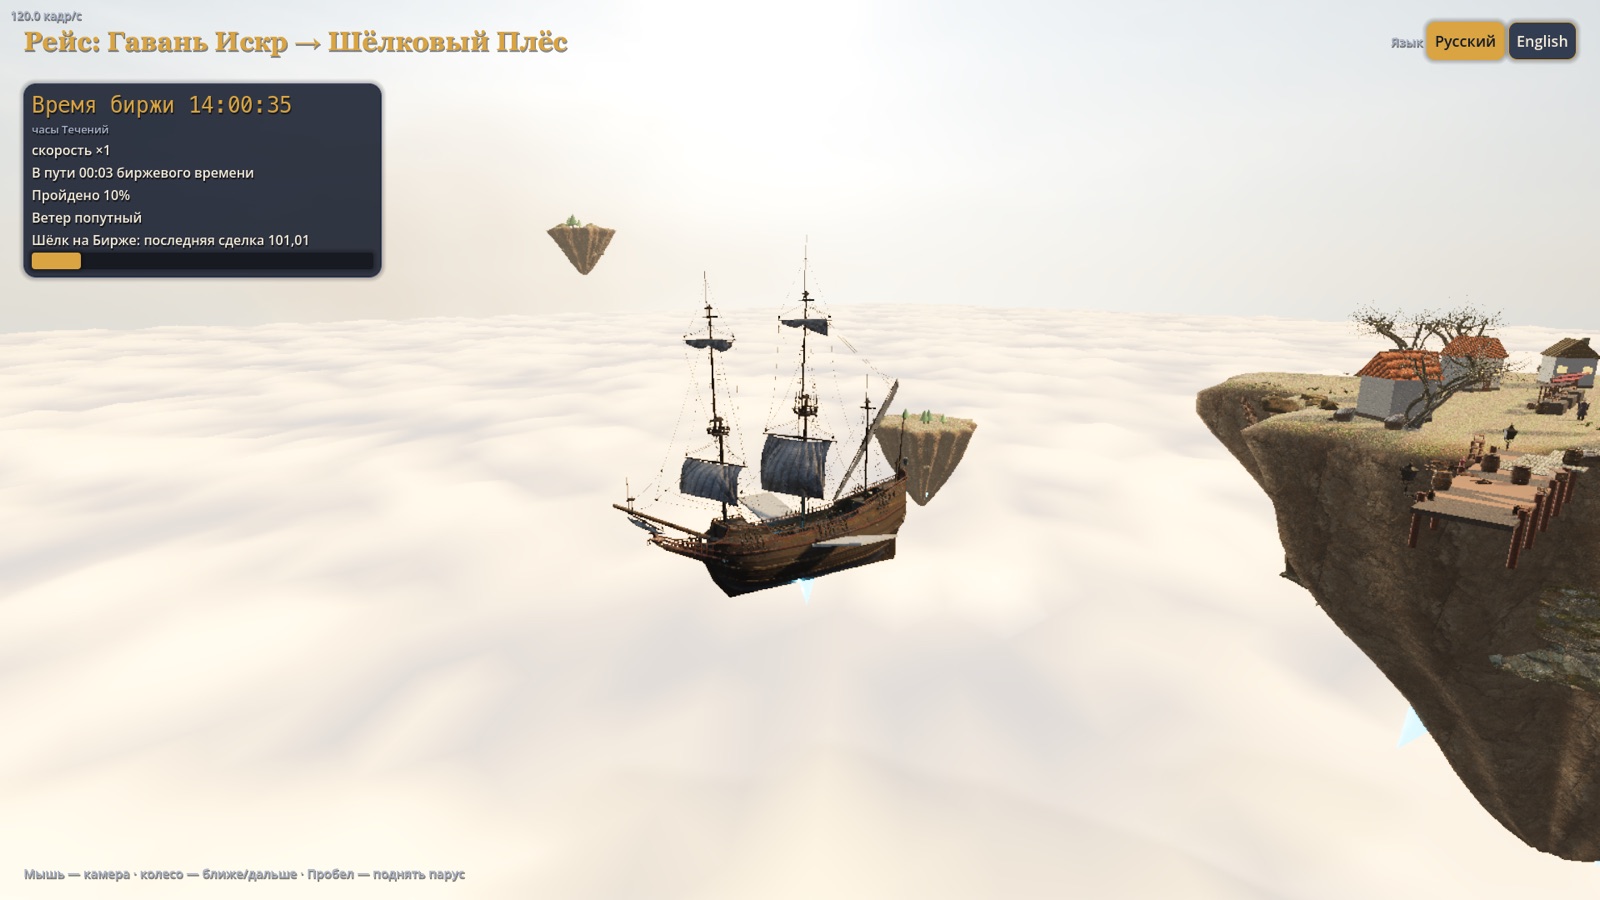 120.0 кадр/с
Рейс: Гавань Искр → Шёлковый Плёс
Язык Русский English
Время биржи 14:00:35
часы Течений
скорость ×1
В пути 00:03 биржевого времени
Пройдено 10%
Ветер попутный
Шёлк на Бирже: последняя сделка 101,01
Мышь — камера · колесо — ближе/дальше · Пробел — поднять парус